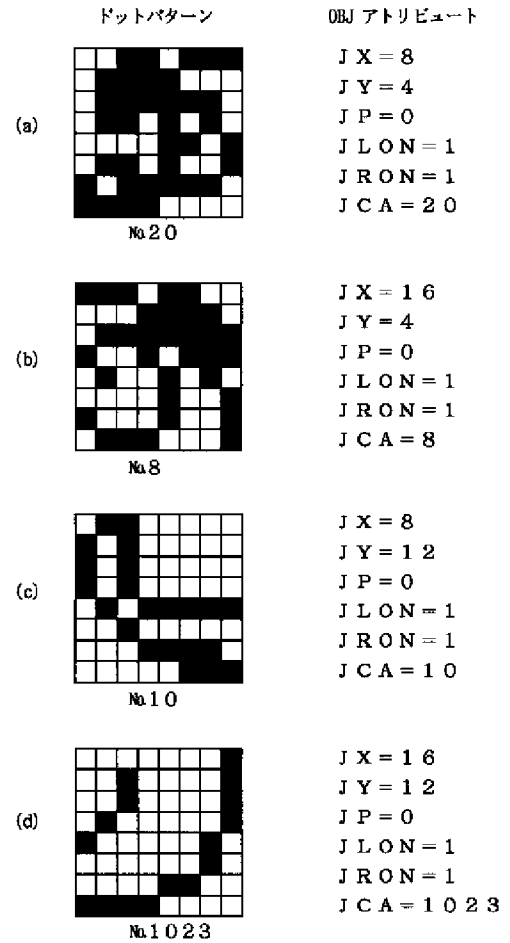 ドットパターン OBJ アトリビュート
(a)
JX=8
JY=4
JP=0
JLON=1
JRON=1
JCA=20
№20
(b)
JX=16
JY=4
JP=0
JLON=1
JRON=1
JCA=8
№8
(c)
JX=8
JY=12
JP=0
JLON=1
JRON=1
JCA=10
№10
(d)
JX=16
JY=12
JP=0
JLON=1
JRON=1
JCA=1023
№1023